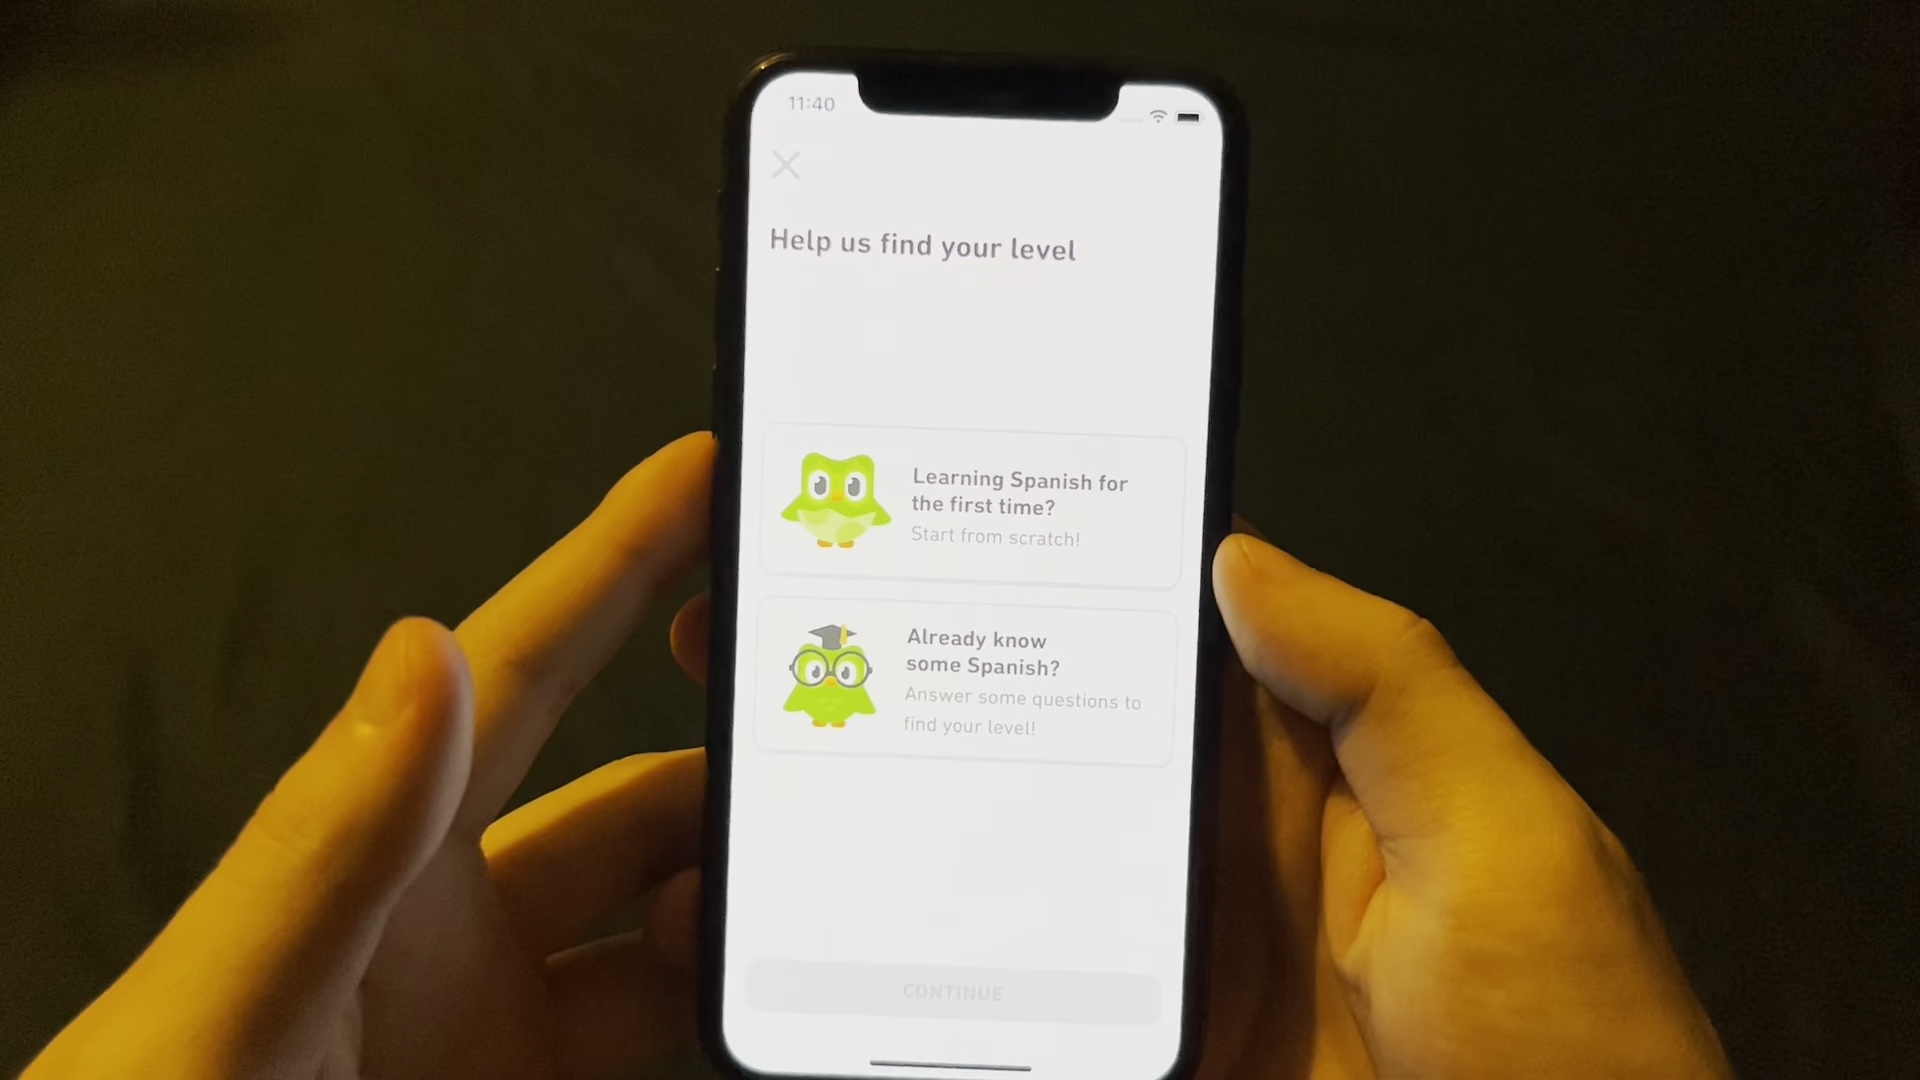 11:40
Help us find your level
Learning Spanish for
the first time?
Start from scratch!
Already know
some Spanish?
Answer some questions to
find your level!
CONTINUE